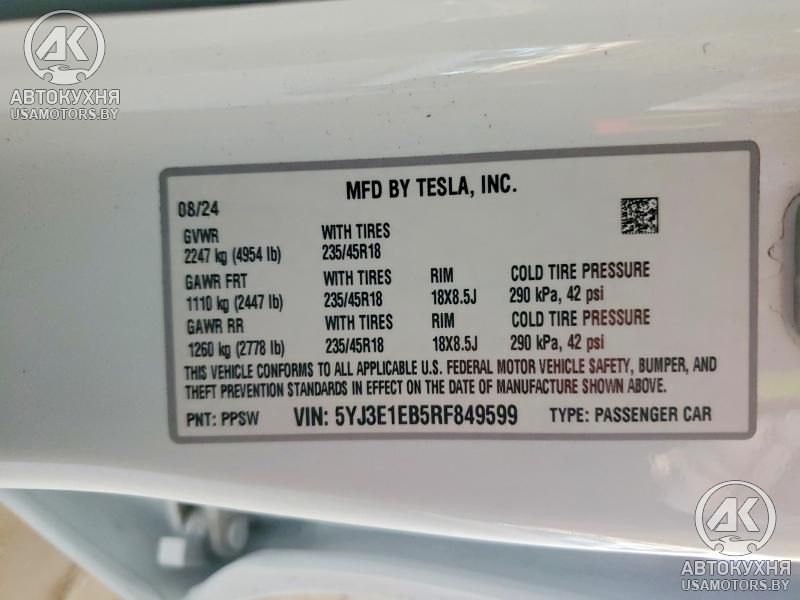 АК
АВТОКУХНЯ
USAMOTORS.BY
MFD BY TESLA, INC.
08/24
GVWR WITH TIRES
2247 kg (4954 lb) 235/45R18
GAWR FRT WITH TIRES RIM COLD TIRE PRESSURE
1110 kg (2447 lb) 235/45R18 18X8.5J 290 kPa, 42 psi
GAWR RR WITH TIRES RIM COLD TIRE PRESSURE
1260 kg (2778 lb) 235/45R18 18X8.5J 290 kPa, 42 psi
THIS VEHICLE CONFORMS TO ALL APPLICABLE U.S. FEDERAL MOTOR VEHICLE SAFETY, BUMPER, AND
THEFT PREVENTION STANDARDS IN EFFECT ON THE DATE OF MANUFACTURE SHOWN ABOVE.
PNT: PPSW VIN: 5YJ3E1EB5RF849599 TYPE: PASSENGER CAR
АК
АВТОКУХНЯ
USAMOTORS.BY